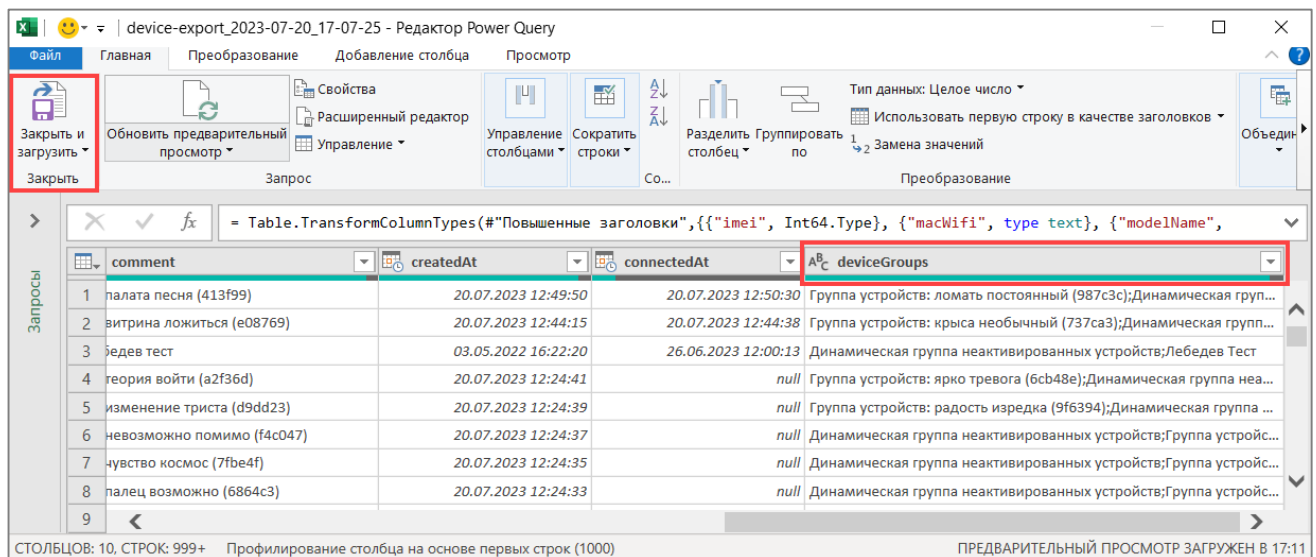 device-export_2023-07-20_17-07-25 - Редактор Power Query
Файл Главная Преобразование Добавление столбца Просмотр
Закрыть и загрузить
Закрыть
Обновить предварительный просмотр
Свойства
Расширенный редактор
Управление
Запрос
Управление столбцами
Сократить строки
Со...
Разделить столбец
Группировать по
Тип данных: Целое число
Использовать первую строку в качестве заголовков
Замена значений
Преобразование
Объедин
fx = Table.TransformColumnTypes(#"Повышенные заголовки",{{"imei", Int64.Type}, {"macWifi", type text}, {"modelName",
Запросы
comment createdAt connectedAt ABC deviceGroups
1 палата песня (413f99) 20.07.2023 12:49:50 20.07.2023 12:50:30 Группа устройств: ломать постоянный (987c3c);Динамическая груп...
2 витрина ложиться (e08769) 20.07.2023 12:44:15 20.07.2023 12:44:38 Группа устройств: крыса необычный (737ca3);Динамическая групп...
3 бедев тест 03.05.2022 16:22:20 26.06.2023 12:00:13 Динамическая группа неактивированных устройств;Лебедев Тест
4 теория войти (a2f36d) 20.07.2023 12:24:41 null Группа устройств: ярко тревога (6cb48e);Динамическая группа неа...
5 изменение триста (d9dd23) 20.07.2023 12:24:39 null Группа устройств: радость изредка (9f6394);Динамическая группа ...
6 невозможно помимо (f4c047) 20.07.2023 12:24:37 null Динамическая группа неактивированных устройств;Группа устройс...
7 чувство космос (7fbe4f) 20.07.2023 12:24:35 null Динамическая группа неактивированных устройств;Группа устройс...
8 палец возможно (6864c3) 20.07.2023 12:24:33 null Динамическая группа неактивированных устройств;Группа устройс...
9
СТОЛБЦОВ: 10, СТРОК: 999+ Профилирование столбца на основе первых строк (1000) ПРЕДВАРИТЕЛЬНЫЙ ПРОСМОТР ЗАГРУЖЕН В 17:11